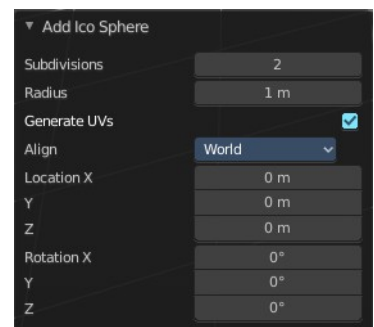 Add Ico Sphere
Subdivisions 2
Radius 1 m
Generate UVs
Align World
Location X 0 m
Y 0 m
Z 0 m
Rotation X 0°
Y 0°
Z 0°